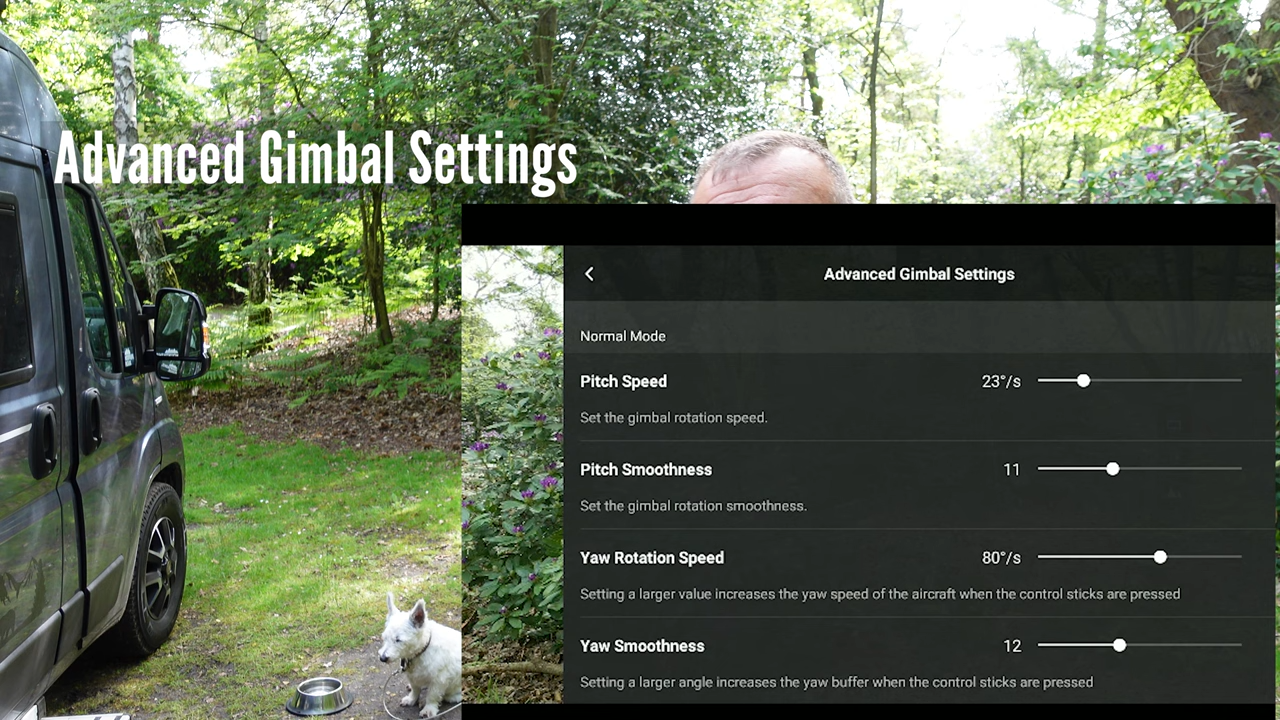 Advanced Gimbal Settings
Advanced Gimbal Settings
Normal Mode
Pitch Speed 23°/s
Set the gimbal rotation speed.
Pitch Smoothness 11
Set the gimbal rotation smoothness.
Yaw Rotation Speed 80°/s
Setting a larger value increases the yaw speed of the aircraft when the control sticks are pressed
Yaw Smoothness 12
Setting a larger angle increases the yaw buffer when the control sticks are pressed